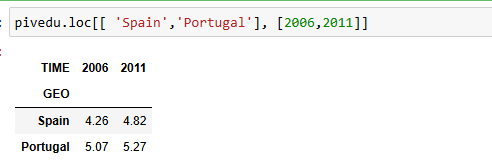 : pivedu.loc[[ 'Spain','Portugal'], [2006,2011]]
:
TIME 2006 2011
GEO
Spain 4.26 4.82
Portugal 5.07 5.27